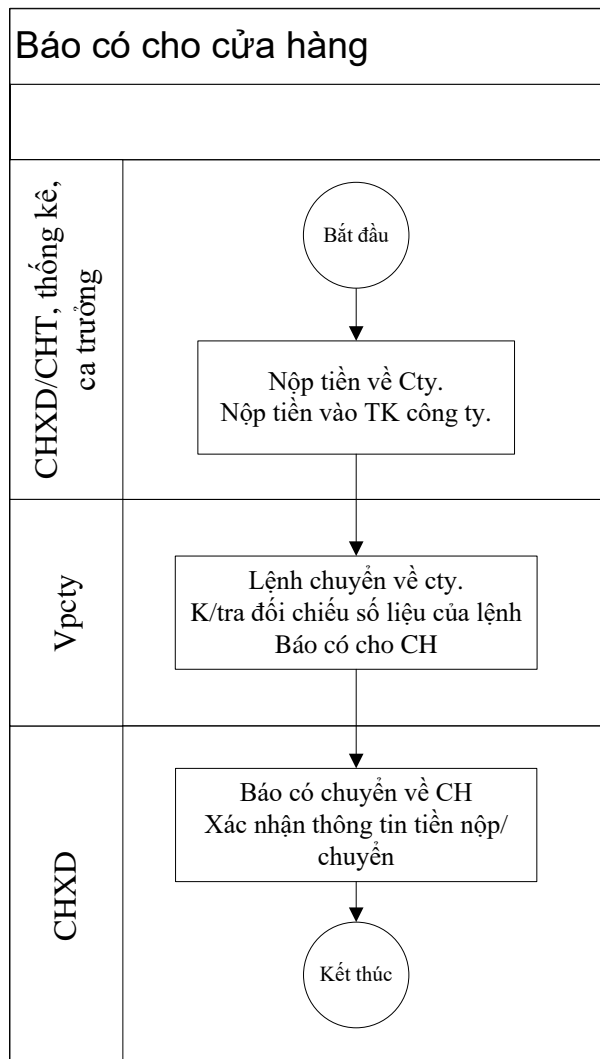 Báo có cho cửa hàng
CHXD/CHT, thống kê,
ca trưởng
Bắt đầu
Nộp tiền về Cty.
Nộp tiền vào TK công ty.
Vpcty
Lệnh chuyển về cty.
K/tra đối chiếu số liệu của lệnh
Báo có cho CH
CHXD
Báo có chuyển về CH
Xác nhận thông tin tiền nộp/
chuyển
Kết thúc